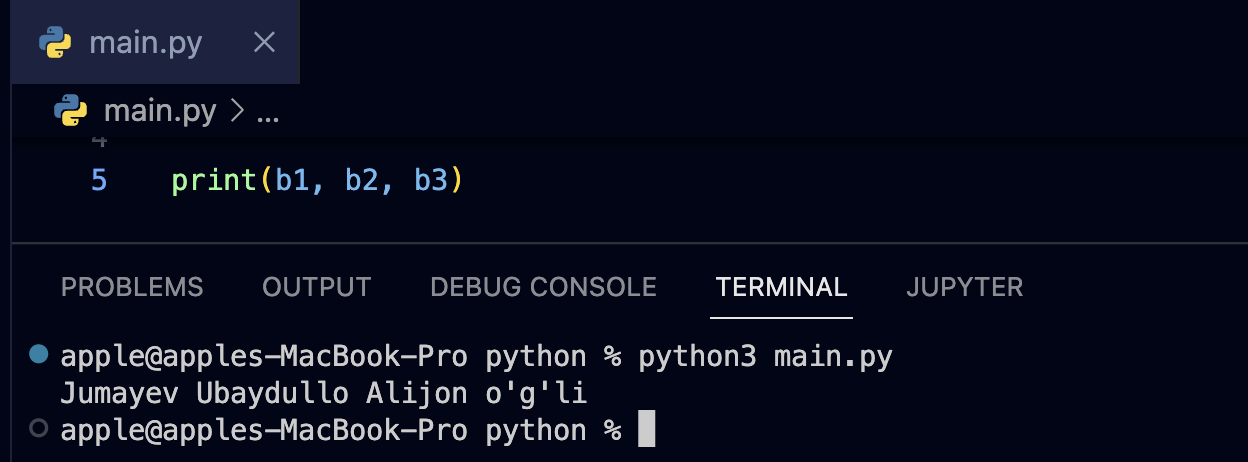 main.py
main.py > ...
4
5 print(b1, b2, b3)
PROBLEMS OUTPUT DEBUG CONSOLE TERMINAL JUPYTER
apple@apples-MacBook-Pro python % python3 main.py
Jumayev Ubaydullo Alijon o'g'li
apple@apples-MacBook-Pro python %